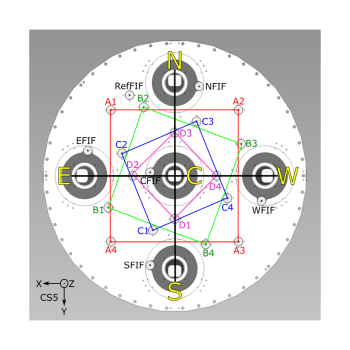 N
RefFIF
NFIF
A1
B2
A2
C3
D3
EFIF
B3
C2
D2
E
CFIF
C
D4
W
B1
C4
WFIF
D1
C1
A4
B4
A3
SFIF
S
X
Z
CS5
Y